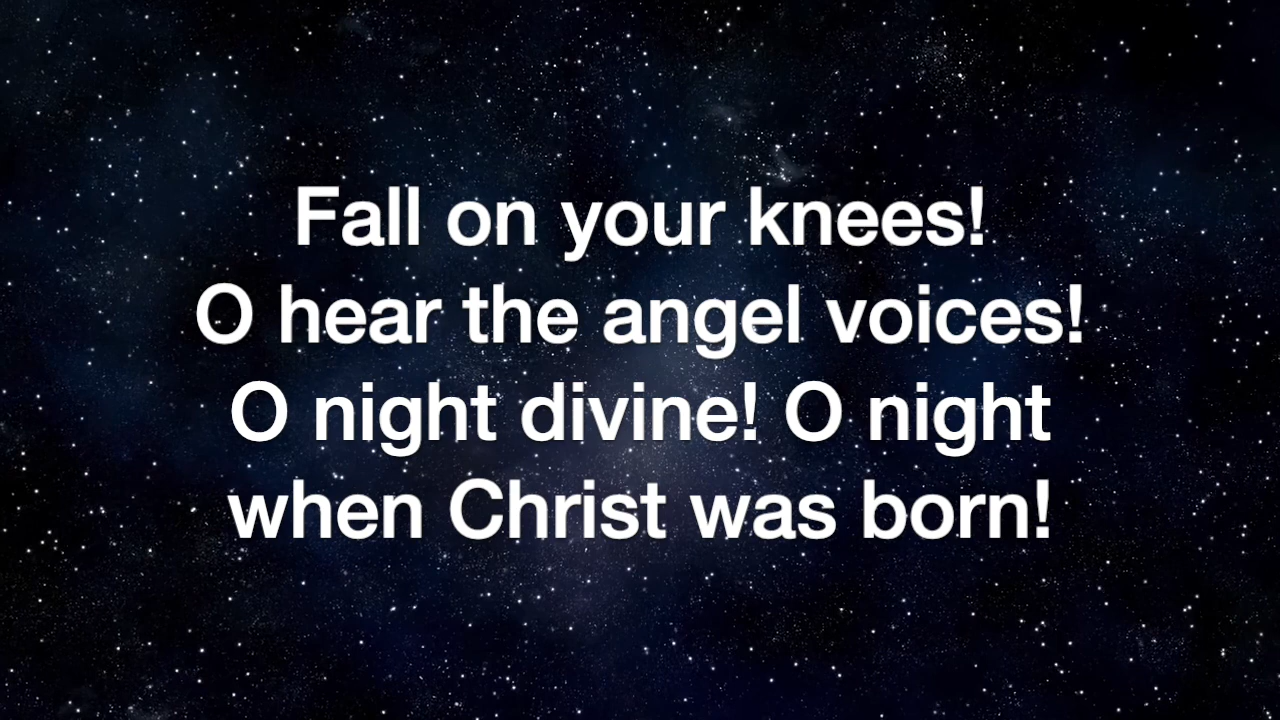 Fall on your knees!
O hear the angel voices!
O night divine! O night
when Christ was born!